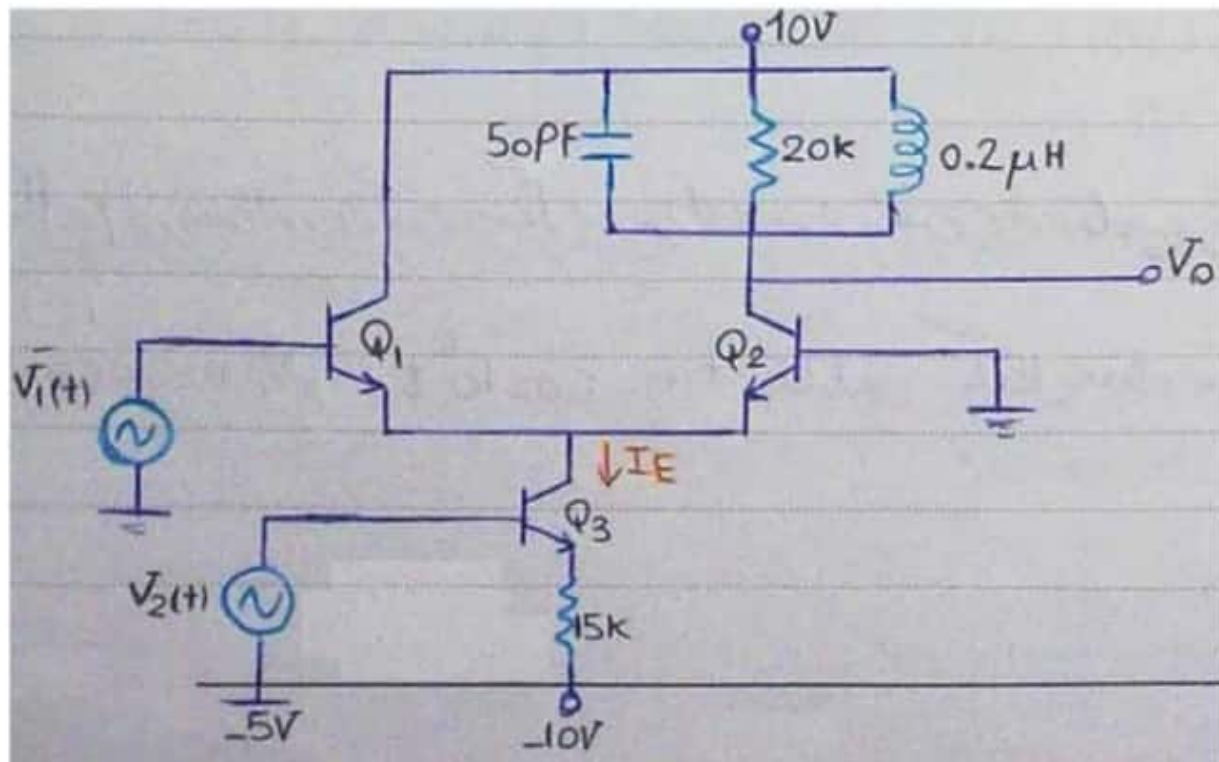 10V
50PF
20k
0.2μH
Vo
Q1
Q2
V1(t)
IE
Q3
V2(t)
15k
-5V
-10V